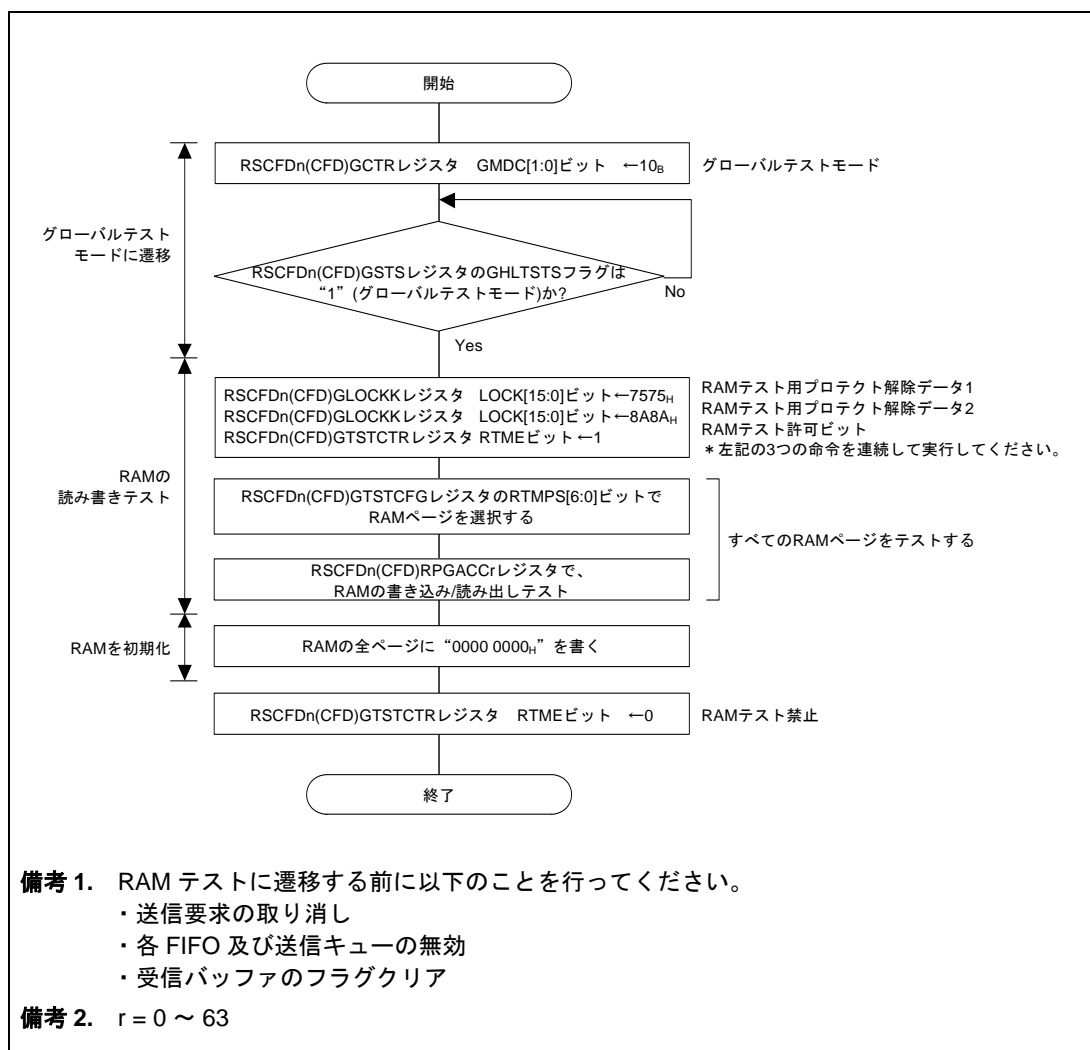 開始
RSCFDn(CFD)GCTRレジスタ GMDC[1:0]ビット ←10B
グローバルテストモード
グローバルテスト
モードに遷移
RSCFDn(CFD)GSTSレジスタのGHLTSTSフラグは
“1”(グローバルテストモード)か?
No
Yes
RSCFDn(CFD)GLOCKKレジスタ LOCK[15:0]ビット←7575H
RSCFDn(CFD)GLOCKKレジスタ LOCK[15:0]ビット←8A8AH
RSCFDn(CFD)GTSTCTRレジスタ RTMEビット←1
RAMテスト用プロテクト解除データ1
RAMテスト用プロテクト解除データ2
RAMテスト許可ビット
*左記の3つの命令を連続して実行してください。
RAMの
読み書きテスト
RSCFDn(CFD)GTSTCFGレジスタのRTMPS[6:0]ビットで
RAMページを選択する
すべてのRAMページをテストする
RSCFDn(CFD)RPGACCrレジスタで、
RAMの書き込み/読み出しテスト
RAMを初期化
RAMの全ページに“0000 0000H”を書く
RSCFDn(CFD)GTSTCTRレジスタ RTMEビット ←0
RAMテスト禁止
終了
備考 1. RAM テストに遷移する前に以下のことを行ってください。
・送信要求の取り消し
・各 FIFO 及び送信キューの無効
・受信バッファのフラグクリア
備考 2. r = 0 ~ 63